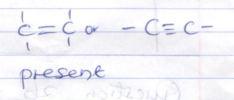 C=C or -C≡C-
present